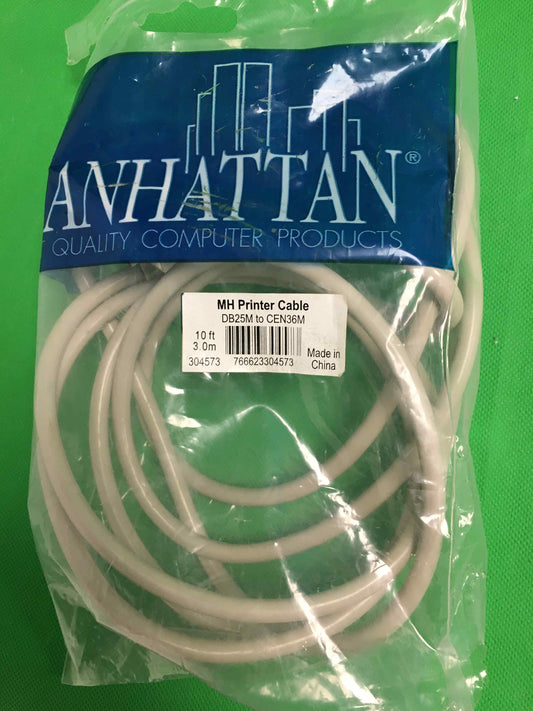 ANHATTAN®
QUALITY COMPUTER PRODUCTS
MH Printer Cable
DB25M to CEN36M
10 ft
3.0m
304573 766623304573
Made in
China